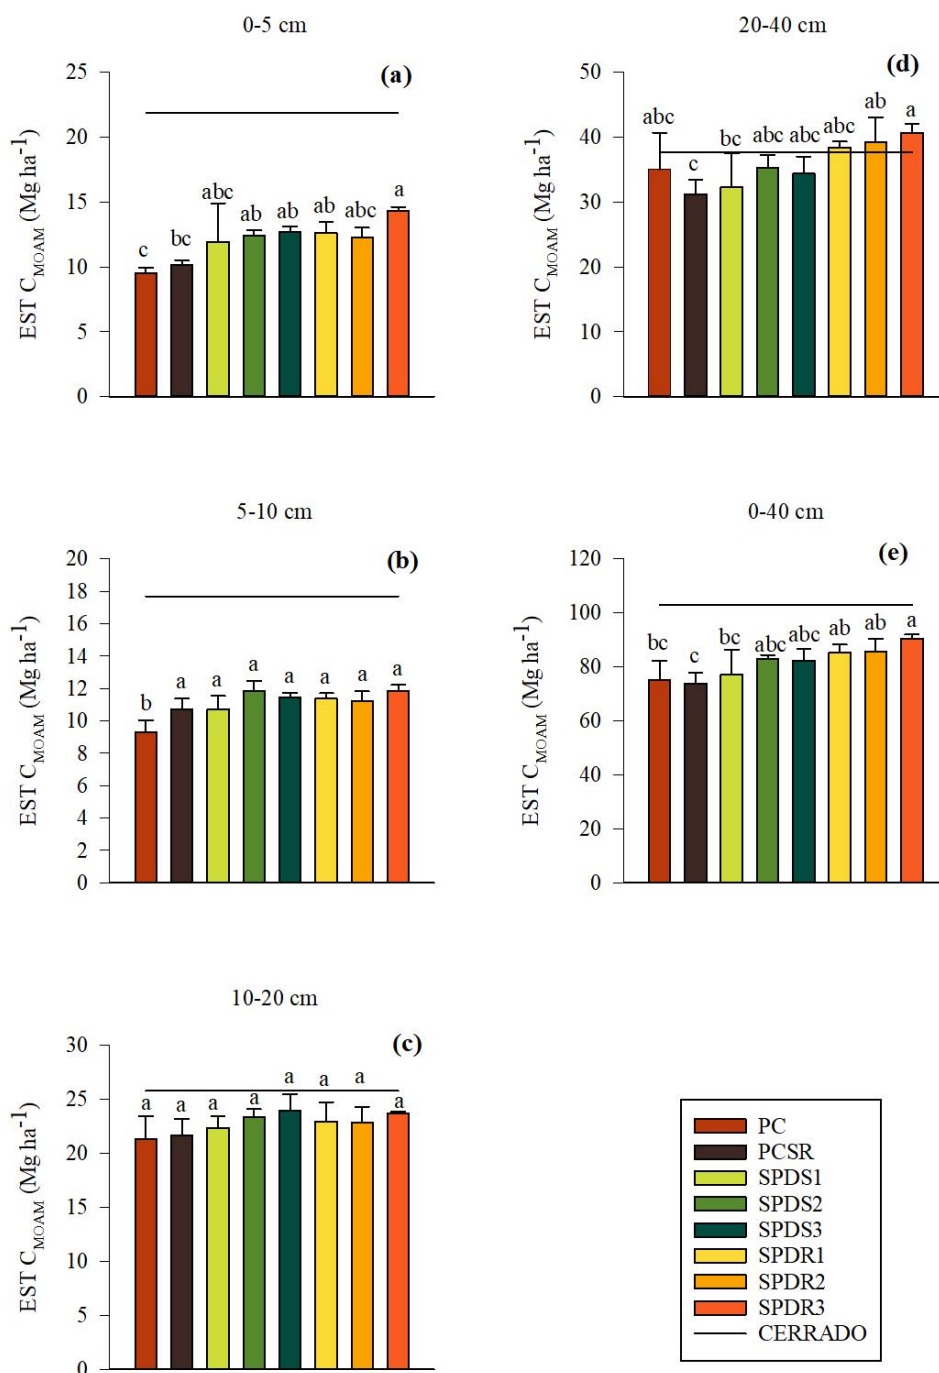 0-5 cm
(a)
EST C_MOAM (Mg ha⁻¹)
25
20
15
10
5
0
c
bc
abc
ab
ab
ab
abc
a
20-40 cm
(d)
EST C_MOAM (Mg ha⁻¹)
50
40
30
20
10
0
abc
c
bc
abc
abc
abc
ab
a
5-10 cm
(b)
EST C_MOAM (Mg ha⁻¹)
20
18
16
14
12
10
8
6
4
2
0
b
a
a
a
a
a
a
a
0-40 cm
(e)
EST C_MOAM (Mg ha⁻¹)
120
100
80
60
40
20
0
bc
c
bc
abc
abc
ab
ab
a
10-20 cm
(c)
EST C_MOAM (Mg ha⁻¹)
30
25
20
15
10
5
0
a
a
a
a
a
a
a
a
PC
PCSR
SPDS1
SPDS2
SPDS3
SPDR1
SPDR2
SPDR3
CERRADO